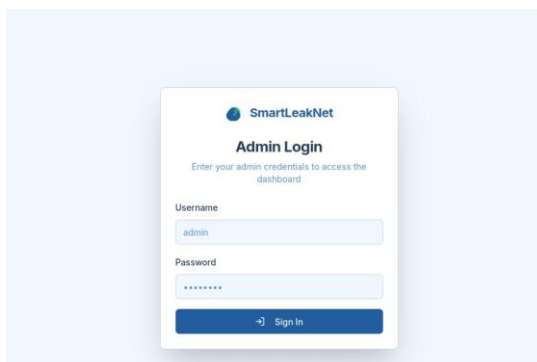 SmartLeakNet
Admin Login
Enter your admin credentials to access the
dashboard
Username
admin
Password
••••••••
Sign In